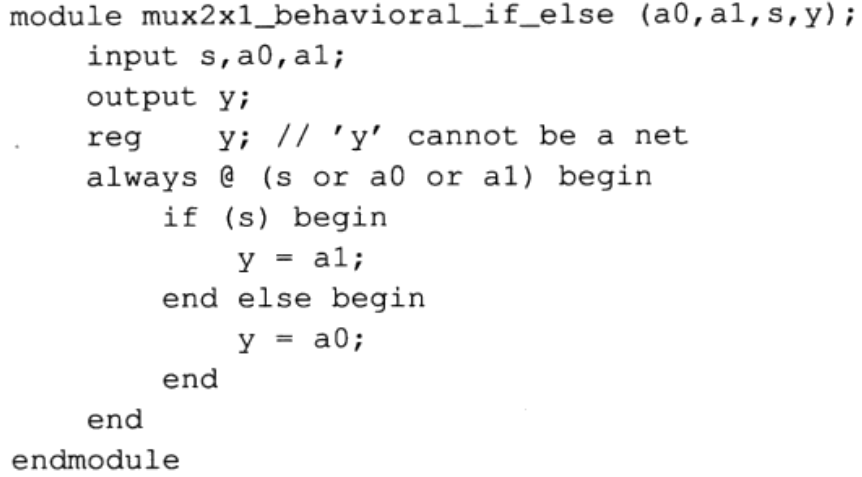 module mux2x1_behavioral_if_else (a0,a1,s,y);
input s,a0,a1;
output y;
reg y; // 'y' cannot be a net
always @ (s or a0 or a1) begin
if (s) begin
y = a1;
end else begin
y = a0;
end
end
endmodule